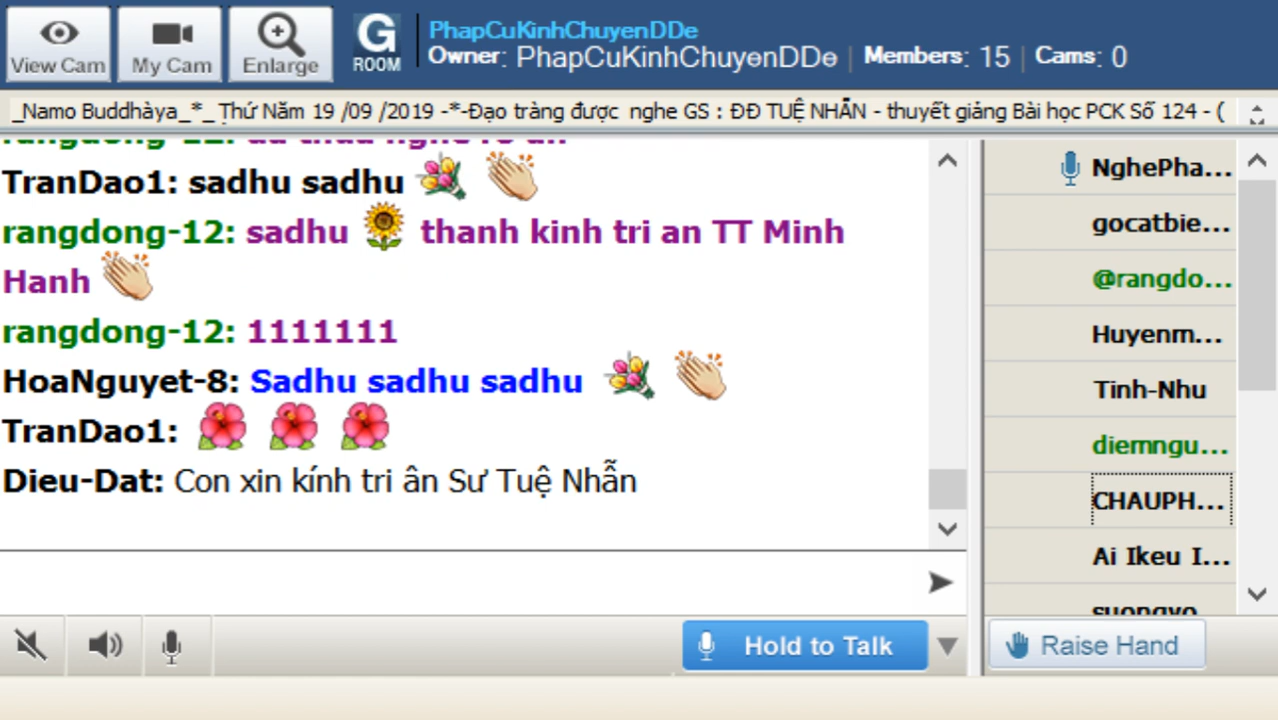 View Cam
My Cam
Enlarge
G
ROOM
PhapCuKinhChuyenDDe
Owner: PhapCuKinhChuyenDDe | Members: 15 | Cams: 0
_Namo Buddhàya_*_ Thứ Năm 19 /09 /2019 -*-Đạo tràng được nghe GS : ĐĐ TUỆ NHẪN - thuyết giảng Bài học PCK Số 124 - (
TranDao1: sadhu sadhu
rangdong-12: sadhu thanh kinh tri an TT Minh
Hanh
rangdong-12: 1111111
HoaNguyet-8: Sadhu sadhu sadhu
TranDao1:
Dieu-Dat: Con xin kính tri ân Sư Tuệ Nhẫn
Hold to Talk
NghePha...
gocatbie...
@rangdo...
Huyenm...
Tinh-Nhu
diemngu...
CHAUPH...
Ai Ikeu I...
Raise Hand